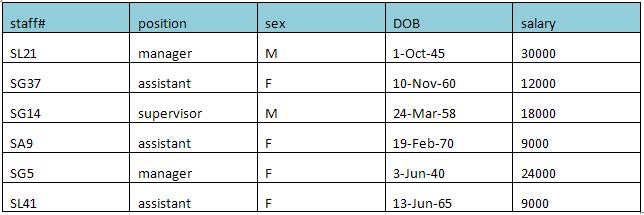 staff# position sex DOB salary
SL21 manager M 1-Oct-45 30000
SG37 assistant F 10-Nov-60 12000
SG14 supervisor M 24-Mar-58 18000
SA9 assistant F 19-Feb-70 9000
SG5 manager F 3-Jun-40 24000
SL41 assistant F 13-Jun-65 9000